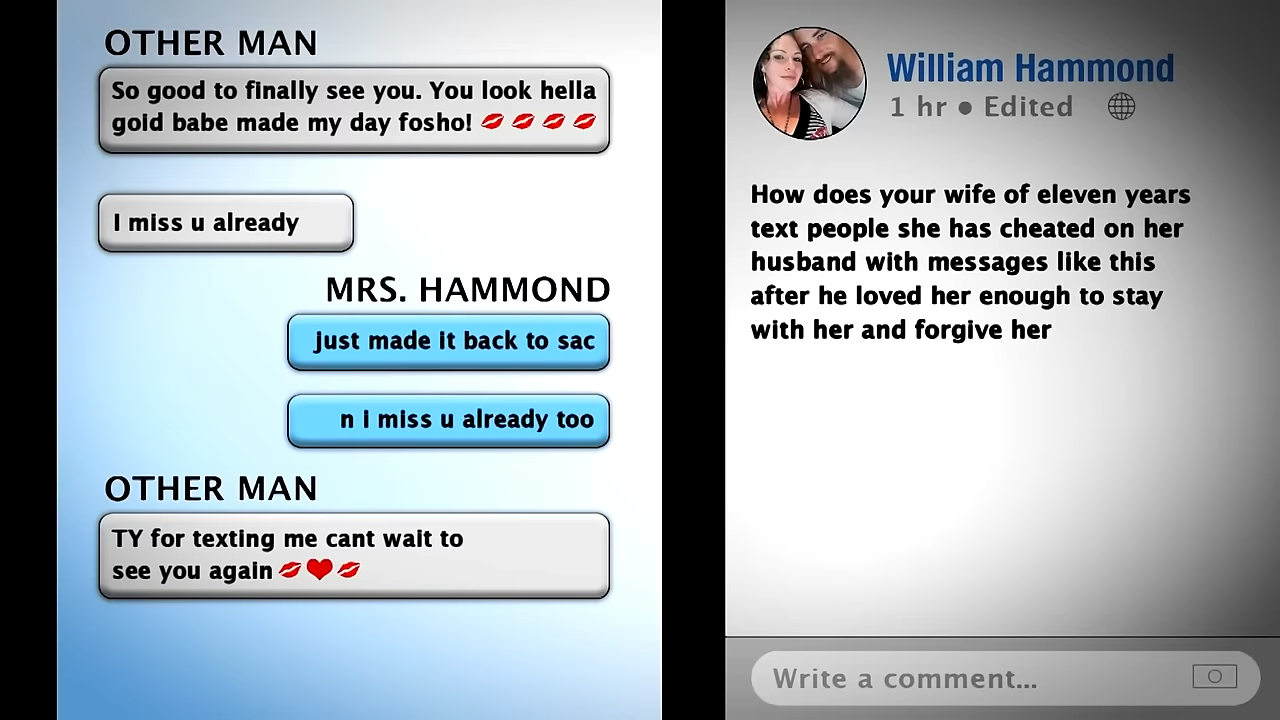 OTHER MAN
So good to finally see you. You look hella
goid babe made my day fosho! 💋 💋 💋 💋
I miss u already
MRS. HAMMOND
just made it back to sac
n i miss u already too
OTHER MAN
TY for texting me cant wait to
see you again 💋❤️💋
William Hammond
1 hr • Edited
How does your wife of eleven years
text people she has cheated on her
husband with messages like this
after he loved her enough to stay
with her and forgive her
Write a comment...